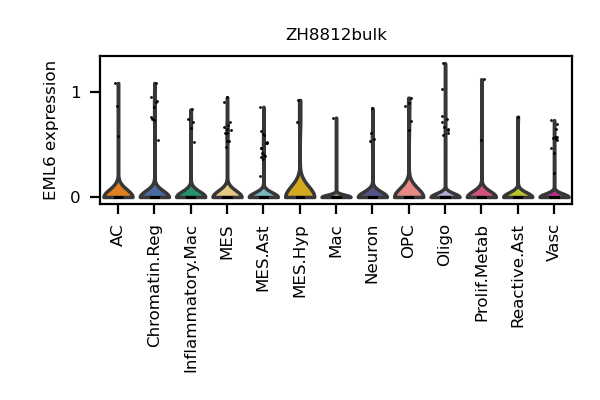 ZH8812bulk
EML6 expression
1
0
AC
Chromatin.Reg
Inflammatory.Mac
MES
MES.Ast
MES.Hyp
Mac
Neuron
OPC
Oligo
Prolif.Metab
Reactive.Ast
Vasc